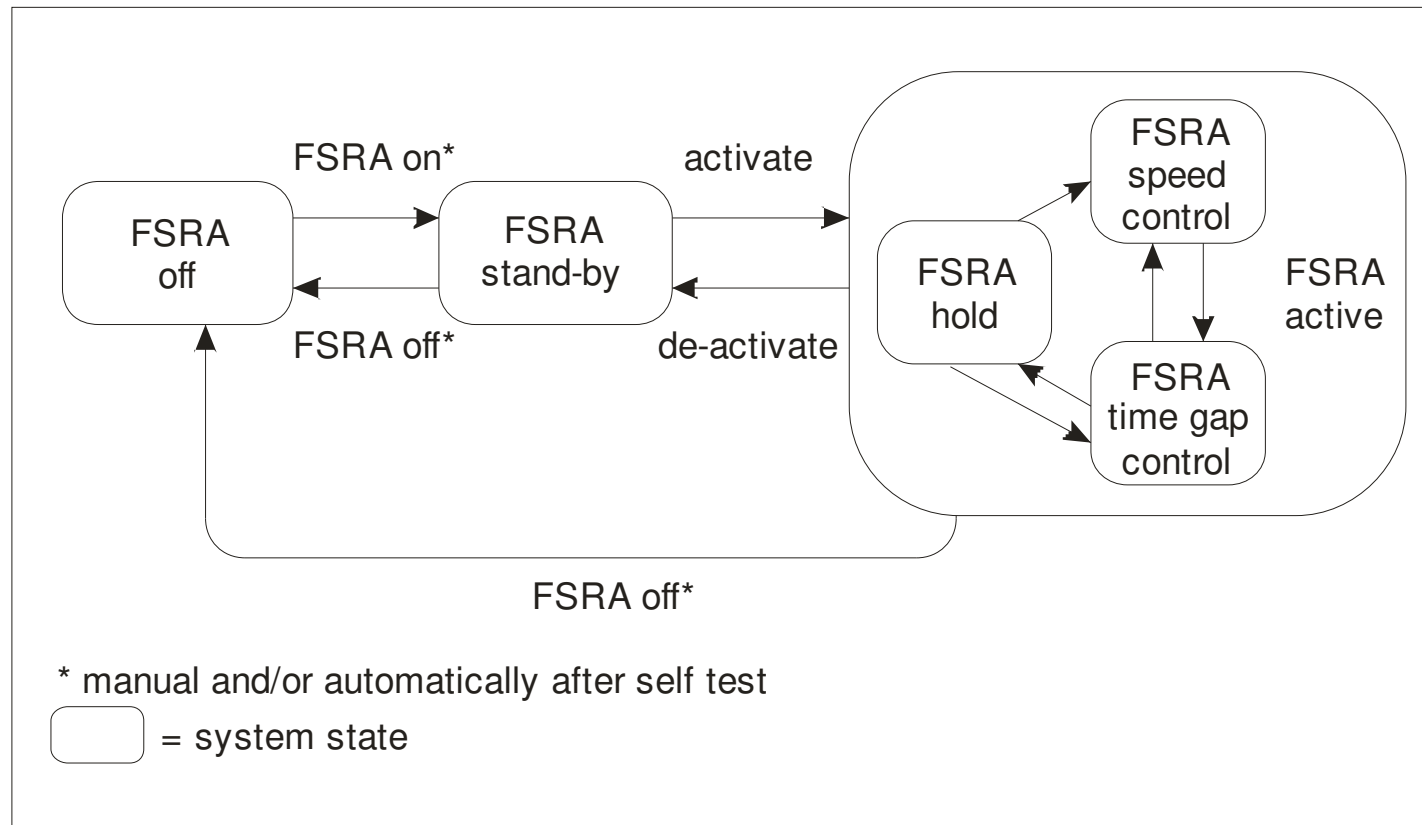 FSRA on*
activate
FSRA
off
FSRA
stand-by
FSRA off*
de-activate
FSRA
hold
FSRA
speed
control
FSRA
time gap
control
FSRA
active
FSRA off*
* manual and/or automatically after self test
= system state